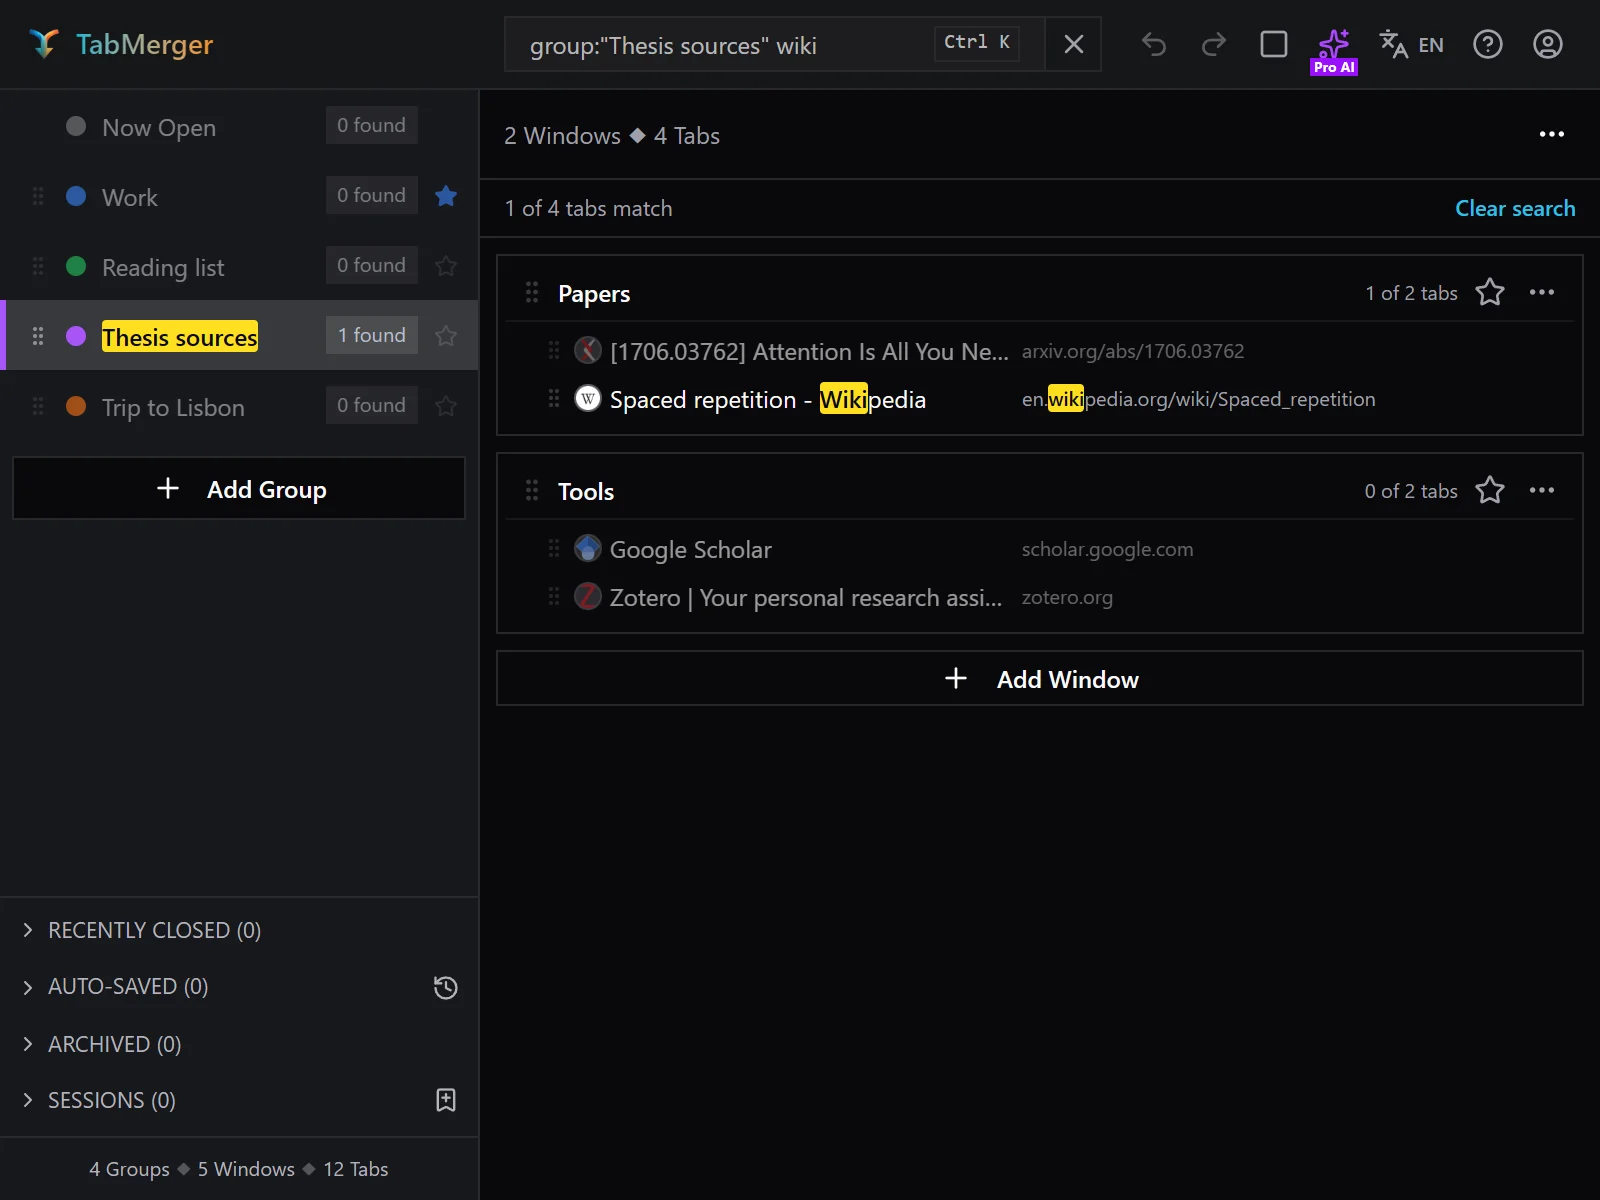 TabMerger
group:"Thesis sources" wiki
Ctrl K
Pro AI
EN
Now Open
0 found
Work
0 found
Reading list
0 found
Thesis sources
1 found
Trip to Lisbon
0 found
Add Group
RECENTLY CLOSED (0)
AUTO-SAVED (0)
ARCHIVED (0)
SESSIONS (0)
4 Groups ◆ 5 Windows ◆ 12 Tabs
2 Windows ◆ 4 Tabs
1 of 4 tabs match
Clear search
Papers
1 of 2 tabs
[1706.03762] Attention Is All You Ne...
arxiv.org/abs/1706.03762
W
Spaced repetition - Wikipedia
en.wikipedia.org/wiki/Spaced_repetition
Tools
0 of 2 tabs
Google Scholar
scholar.google.com
Z
Zotero | Your personal research assi...
zotero.org
Add Window